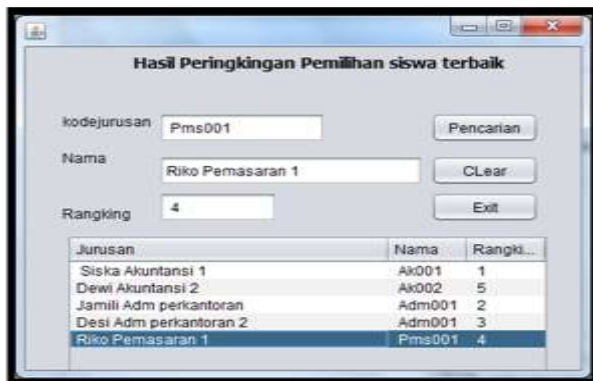 Hasil Peringkingan Pemilihan siswa terbaik
kodejurusan Pms001 Pencarian
Nama Riko Pemasaran 1 CLear
Rangking 4 Exit
Jurusan Nama Rangki...
Siska Akuntansi 1 Ak001 1
Dewi Akuntansi 2 Ak002 5
Jamili Adm perkantoran Adm001 2
Desi Adm perkantoran 2 Adm001 3
Riko Pemasaran 1 Pms001 4